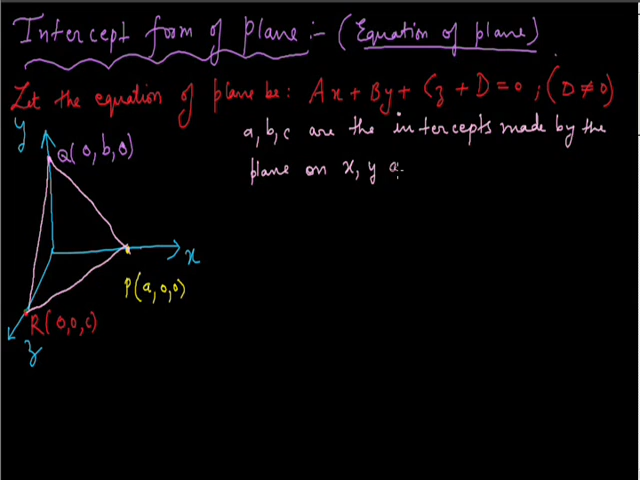 Intercept form of Plane :- (Equation of plane)
Let the equation of plane be: Ax + By + Cz + D = 0 ; (D ≠ 0)
a, b, c are the intercepts made by the
plane on x, y a
y
Q(0, b, 0)
x
P(a, 0, 0)
R(0, 0, c)
z